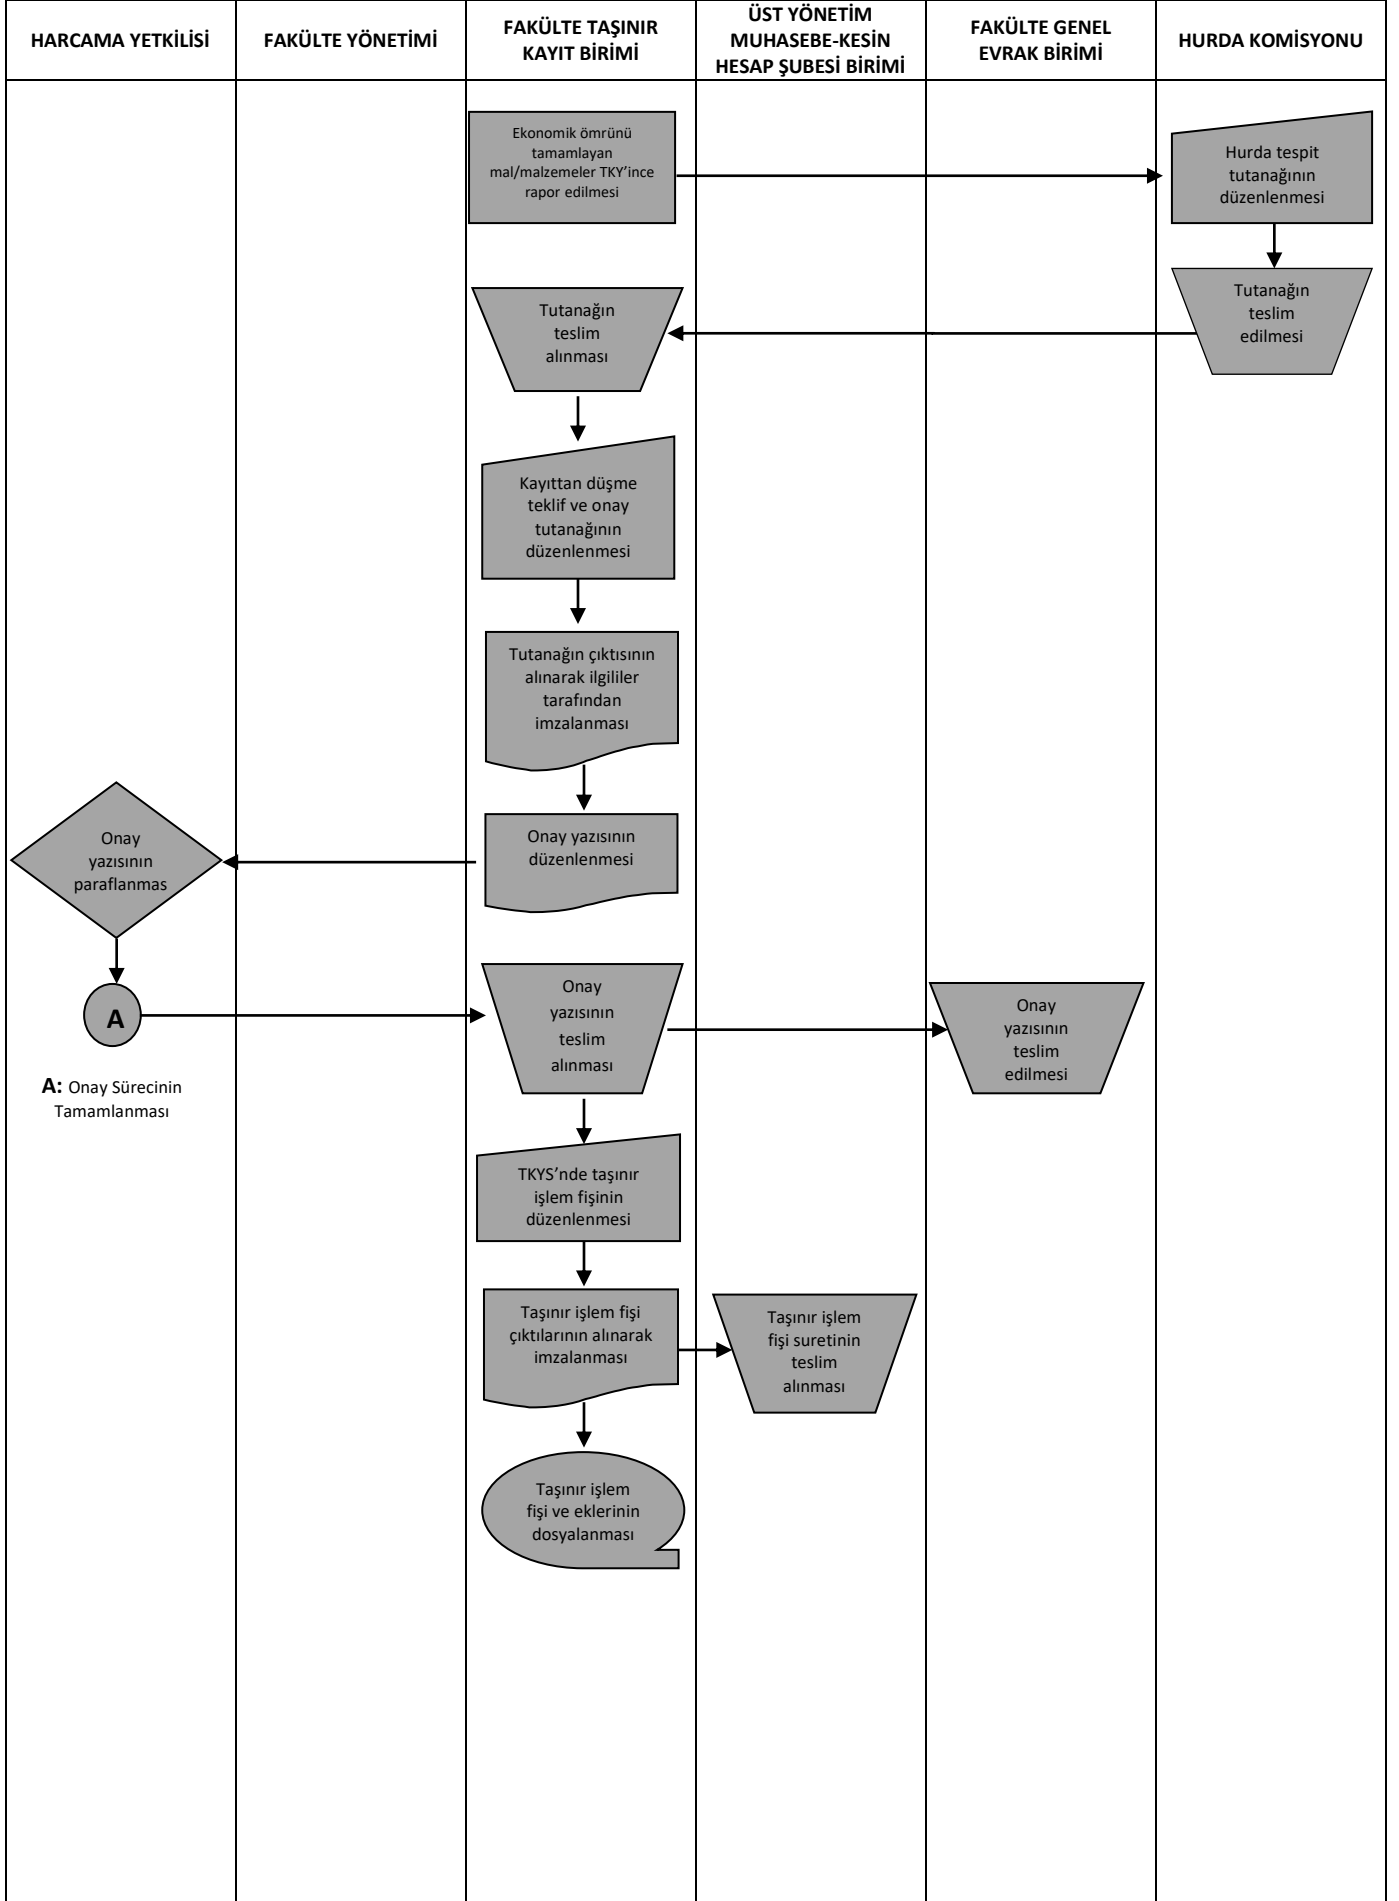 HARCAMA YETKİLİSİ
FAKÜLTE YÖNETİMİ
FAKÜLTE TAŞINIR
KAYIT BİRİMİ
ÜST YÖNETİM
MUHASEBE-KESİN
HESAP ŞUBESİ BİRİMİ
FAKÜLTE GENEL
EVRAK BİRİMİ
HURDA KOMİSYONU
Ekonomik ömrünü
tamamlayan
mal/malzemeler TKY’ince
rapor edilmesi
Hurda tespit
tutanağının
düzenlenmesi
Tutanağın
teslim
edilmesi
Tutanağın
teslim
alınması
Kayıttan düşme
teklif ve onay
tutanağının
düzenlenmesi
Tutanağın çıktısının
alınarak ilgililer
tarafından
imzalanması
Onay yazısının
düzenlenmesi
Onay
yazısının
paraflanmas
A
A: Onay Sürecinin
Tamamlanması
Onay
yazısının
teslim
alınması
Onay
yazısının
teslim
edilmesi
TKYS’nde taşınır
işlem fişinin
düzenlenmesi
Taşınır işlem fişi
çıktılarının alınarak
imzalanması
Taşınır işlem
fişi suretinin
teslim
alınması
Taşınır işlem
fişi ve eklerinin
dosyalanması